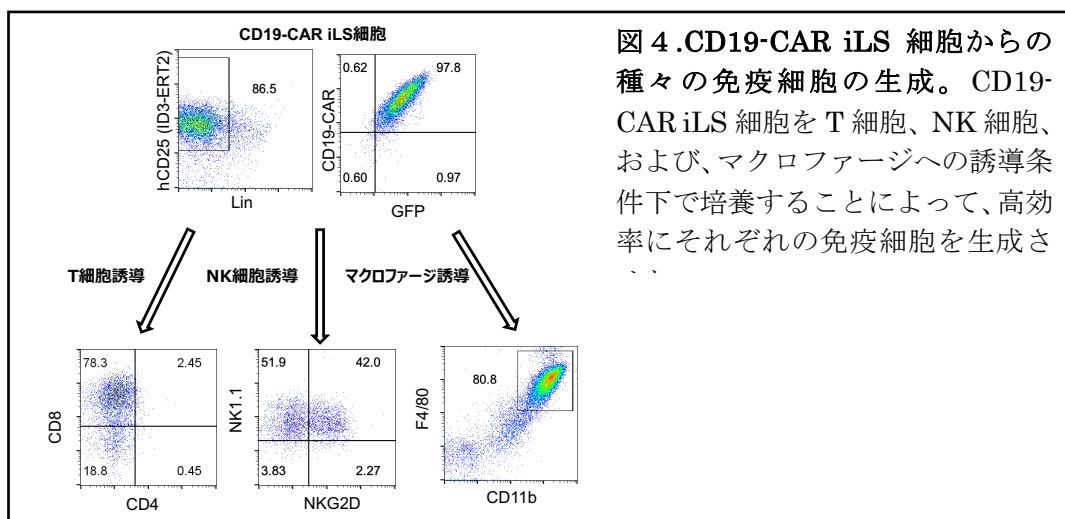 CD19-CAR iLS細胞
hCD25 (ID3-ERT2)
86.5
Lin
CD19-CAR
0.62
97.8
0.60
0.97
GFP
T細胞誘導
NK細胞誘導
マクロファージ誘導
CD8
78.3
2.45
18.8
0.45
CD4
NK1.1
51.9
42.0
3.83
2.27
NKG2D
F4/80
80.8
CD11b
図４.CD19-CAR iLS 細胞からの
種々の免疫細胞の生成。CD19-
CAR iLS 細胞を T 細胞、NK 細胞、
および、マクロファージへの誘導条
件下で培養することによって、高効
率にそれぞれの免疫細胞を生成さ